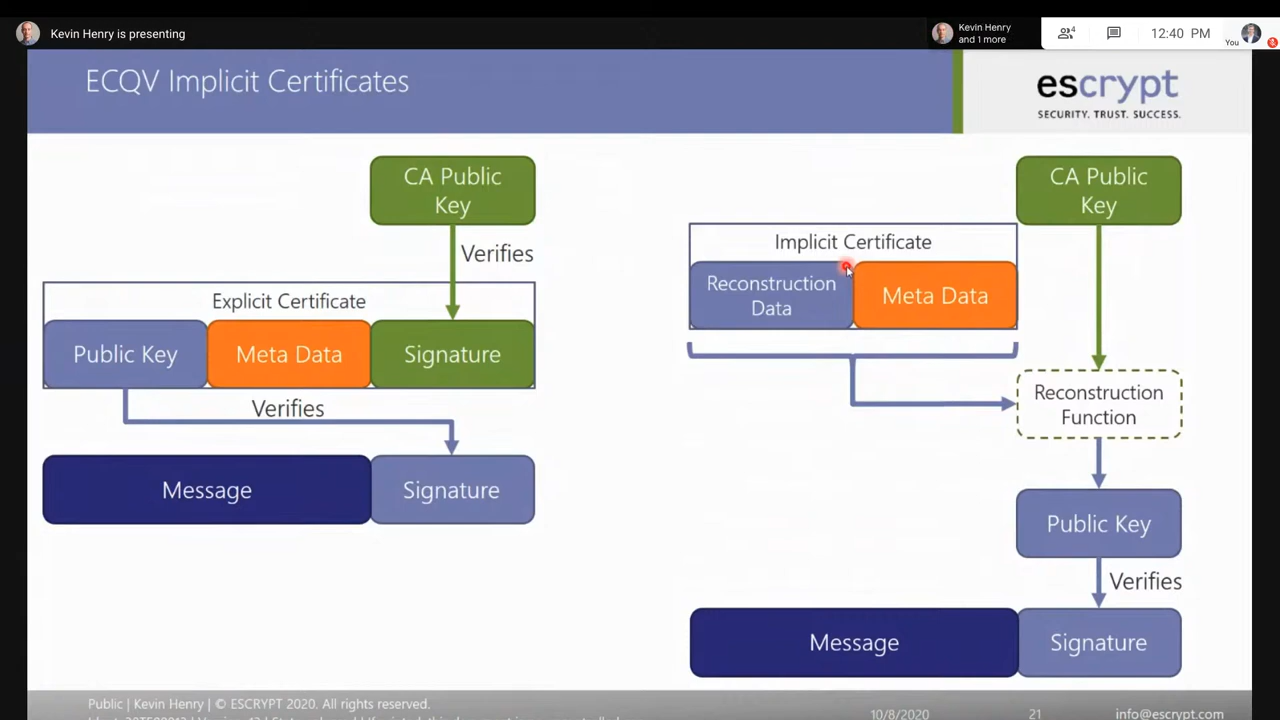 Kevin Henry is presenting
Kevin Henry
and 1 more
4
12:40 PM
You
ECQV Implicit Certificates
escrypt
SECURITY. TRUST. SUCCESS.
CA Public
Key
Verifies
Explicit Certificate
Public Key
Meta Data
Signature
Verifies
Message
Signature
CA Public
Key
Implicit Certificate
Reconstruction
Data
Meta Data
Reconstruction
Function
Public Key
Verifies
Message
Signature
Public | Kevin Henry | © ESCRYPT 2020. All rights reserved.
10/8/2020
21
info@escrypt.com